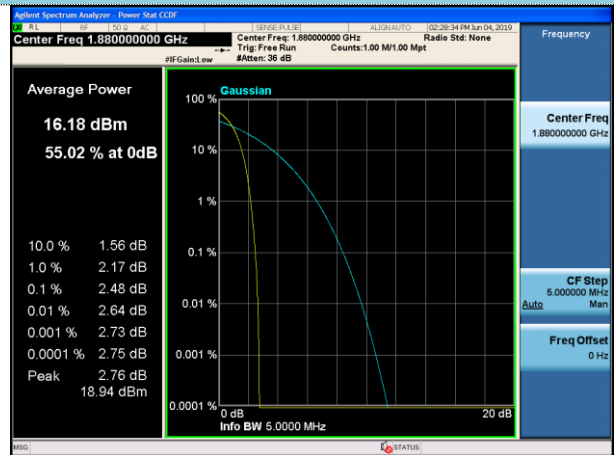 Agilent Spectrum Analyzer - Power Stat CCDF
RL RF 50 Ω AC SENSE:PULSE ALIGN AUTO 02:28:34 PM Jun 04, 2019
Center Freq 1.880000000 GHz
Center Freq: 1.880000000 GHz Radio Std: None
Trig: Free Run Counts:1.00 M/1.00 Mpt
#IFGain:Low #Atten: 36 dB
Frequency
Average Power
16.18 dBm
55.02 % at 0dB
10.0 % 1.56 dB
1.0 % 2.17 dB
0.1 % 2.48 dB
0.01 % 2.64 dB
0.001 % 2.73 dB
0.0001 % 2.75 dB
Peak 2.76 dB
18.94 dBm
Gaussian
100 %
10 %
1 %
0.1 %
0.01 %
0.001 %
0.0001 %
0 dB 20 dB
Info BW 5.0000 MHz
Center Freq
1.880000000 GHz
CF Step
5.000000 MHz
Auto Man
Freq Offset
0 Hz
MSG STATUS